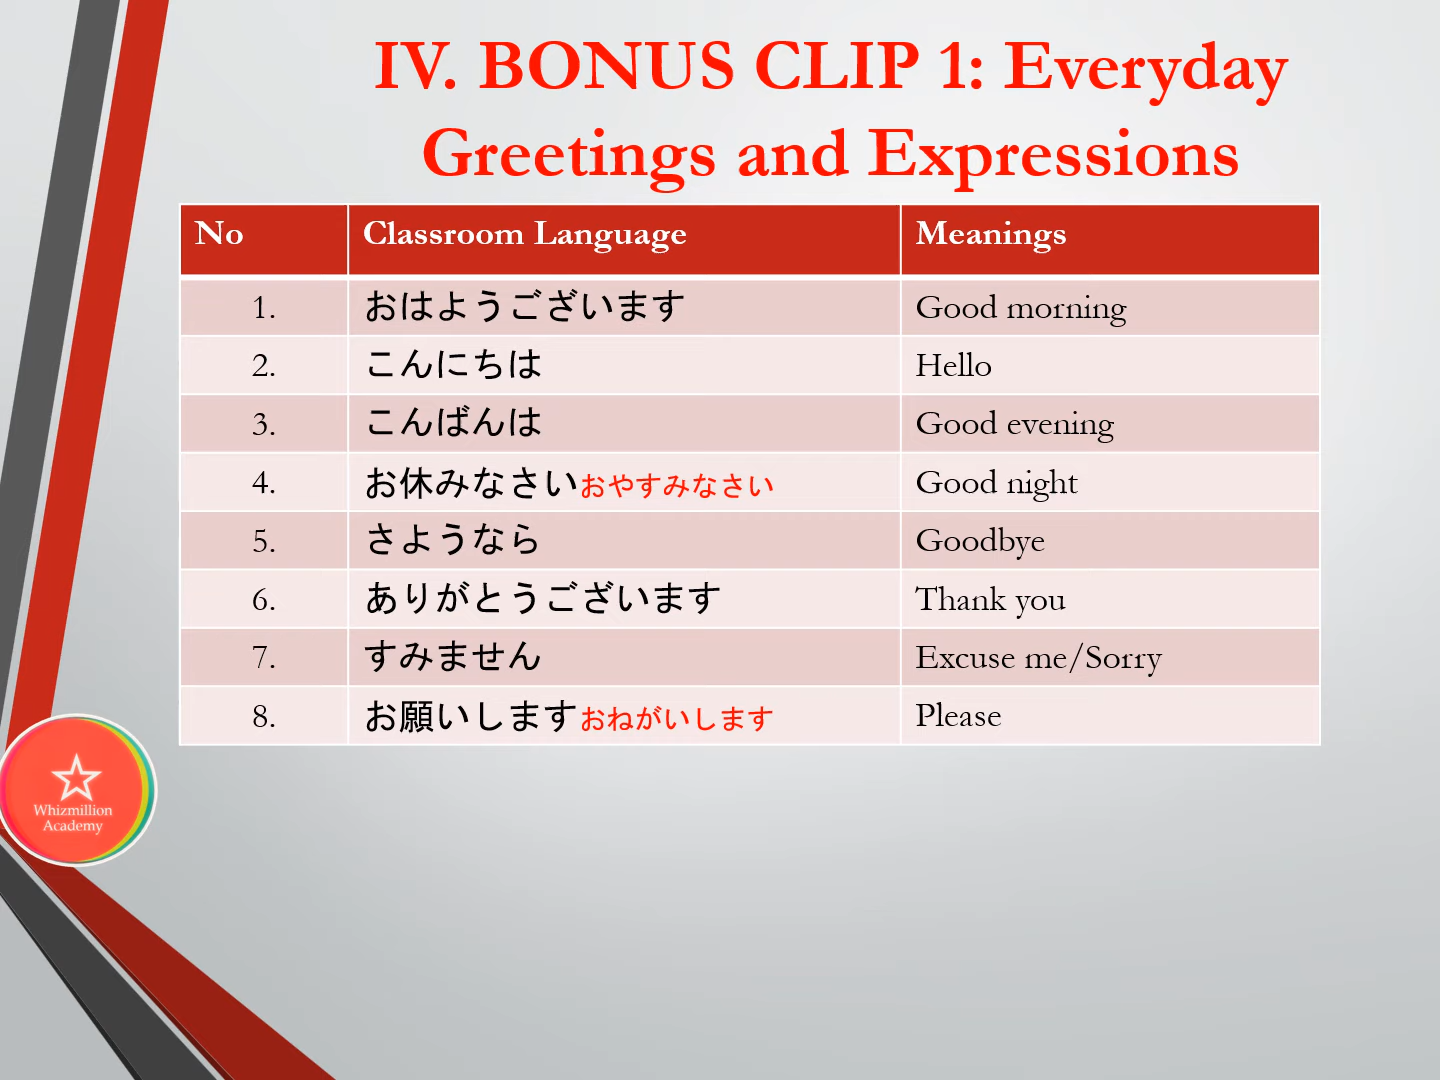 IV. BONUS CLIP 1: Everyday
Greetings and Expressions
No Classroom Language Meanings
1. おはようございます Good morning
2. こんにちは Hello
3. こんばんは Good evening
4. お休みなさいおやすみなさい Good night
5. さようなら Goodbye
6. ありがとうございます Thank you
7. すみません Excuse me/Sorry
8. お願いしますおねがいします Please
Whizmillion
Academy